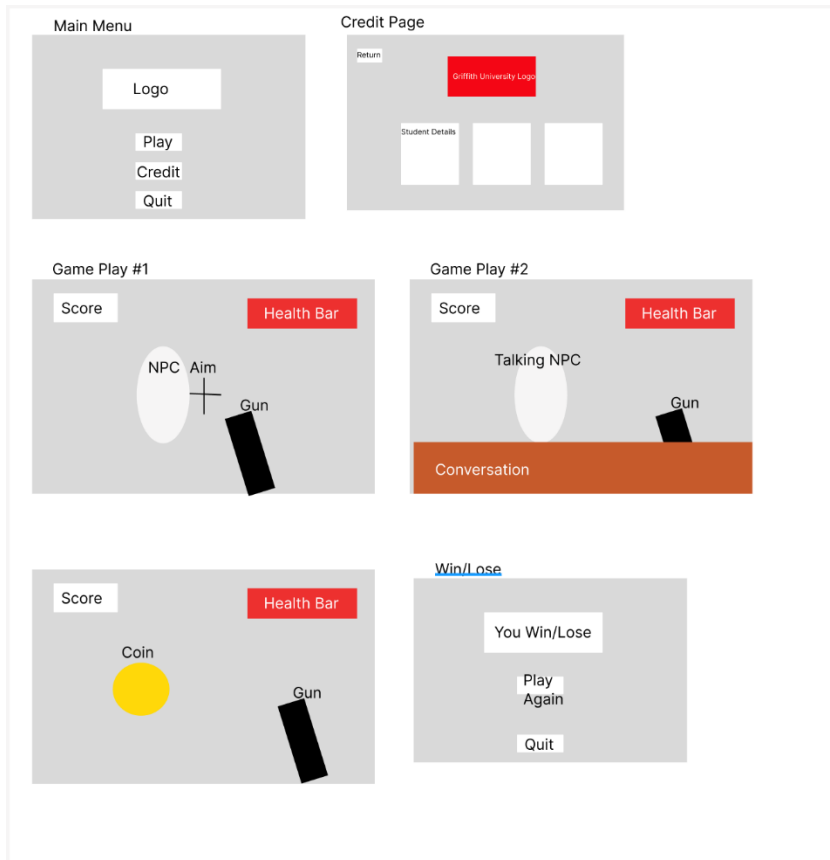 Main Menu
Logo
Play
Credit
Quit
Credit Page
Return
Griffith University Logo
Student Details
Game Play #1
Score
Health Bar
NPC
Aim
Gun
Game Play #2
Score
Health Bar
Talking NPC
Gun
Conversation
Score
Health Bar
Coin
Gun
Win/Lose
You Win/Lose
Play
Again
Quit